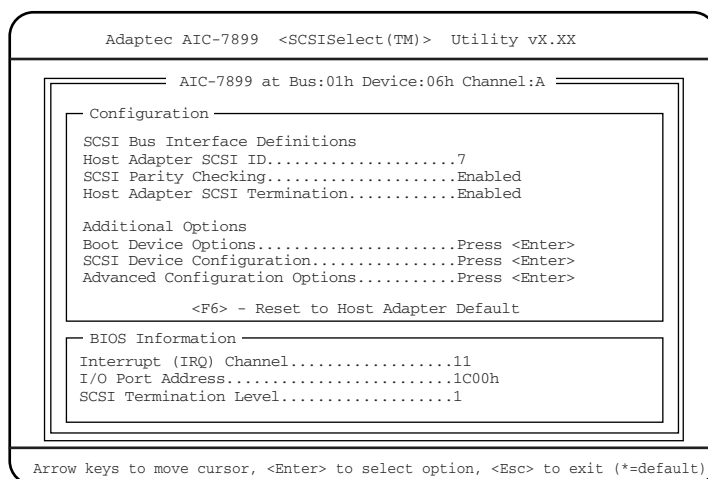 Adaptec AIC-7899 <SCSISelect(TM)> Utility vX.XX
AIC-7899 at Bus:01h Device:06h Channel:A
Configuration
SCSI Bus Interface Definitions
Host Adapter SCSI ID....................7
SCSI Parity Checking....................Enabled
Host Adapter SCSI Termination............Enabled
Additional Options
Boot Device Options.....................Press <Enter>
SCSI Device Configuration................Press <Enter>
Advanced Configuration Options...........Press <Enter>
<F6> - Reset to Host Adapter Default
BIOS Information
Interrupt (IRQ) Channel..................11
I/O Port Address........................1C00h
SCSI Termination Level...................1
Arrow keys to move cursor, <Enter> to select option, <Esc> to exit (*=default)